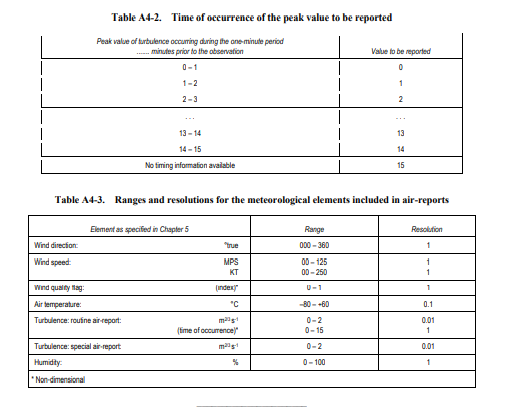 Table A4-2. Time of occurrence of the peak value to be reported
Peak value of turbulence occurring during the one-minute period
...... minutes prior to the observation Value to be reported
0 – 1 0
1 – 2 1
2 – 3 2
. . . . . .
13 – 14 13
14 – 15 14
No timing information available 15
Table A4-3. Ranges and resolutions for the meteorological elements included in air-reports
Element as specified in Chapter 5 Range Resolution
Wind direction: °true 000 – 360 1
Wind speed: MPS 00 – 125 1
KT 00 – 250 1
Wind quality flag: (index)* 0 – 1 1
Air temperature: °C –80 – +60 0.1
Turbulence: routine air-report: m²ᐟ³ s⁻¹ 0 – 2 0.01
(time of occurrence)* 0 – 15 1
Turbulence: special air-report: m²ᐟ³ s⁻¹ 0 – 2 0.01
Humidity: % 0 – 100 1
* Non-dimensional